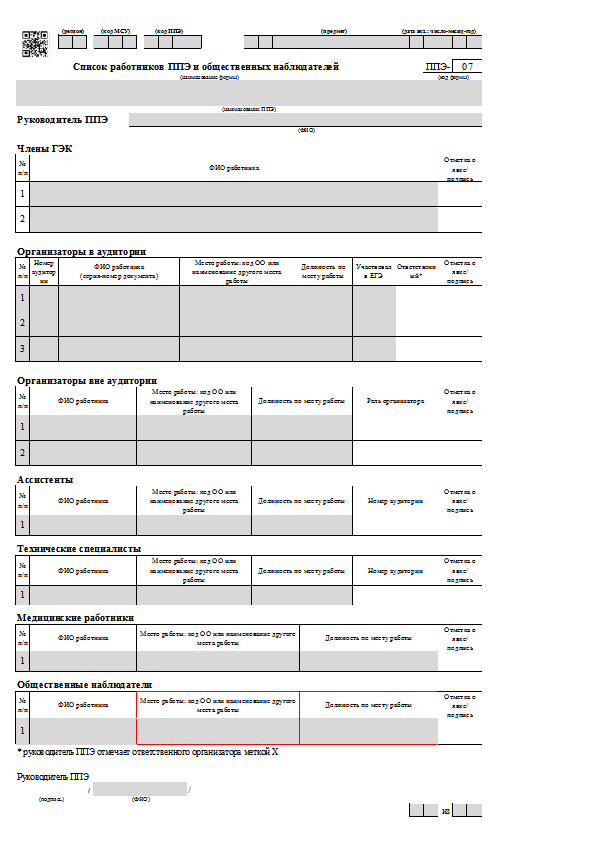 (регион) (код МСУ) (код ППЭ) (предмет) (дата экз.: число-месяц-год)
Список работников ППЭ и общественных наблюдателей ППЭ- 07
(наименование формы) (код формы)
(наименование ППЭ)
Руководитель ППЭ
(ФИО)
Члены ГЭК
№ п/п ФИО работника Отметка о явке/ подпись
1
2
Организаторы в аудитории
№ п/п Номер аудитории ФИО работника (серия-номер документа) Место работы: код ОО или наименование другого места работы Должность по месту работы Участвовал в ЕГЭ Ответственный* Отметка о явке/ подпись
1
2
3
Организаторы вне аудитории
№ п/п ФИО работника Место работы: код ОО или наименование другого места работы Должность по месту работы Роль организатора Отметка о явке/ подпись
1
2
Ассистенты
№ п/п ФИО работника Место работы: код ОО или наименование другого места работы Должность по месту работы Номер аудитории Отметка о явке/ подпись
1
Технические специалисты
№ п/п ФИО работника Место работы: код ОО или наименование другого места работы Должность по месту работы Номер аудитории Отметка о явке/ подпись
1
Медицинские работники
№ п/п ФИО работника Место работы: код ОО или наименование другого места работы Должность по месту работы Отметка о явке/ подпись
1
Общественные наблюдатели
№ п/п ФИО работника Место работы: код ОО или наименование другого места работы Должность по месту работы Отметка о явке/ подпись
1
* руководитель ППЭ отмечает ответственного организатора меткой X
Руководитель ППЭ
/ /
(подпись) (ФИО)
из